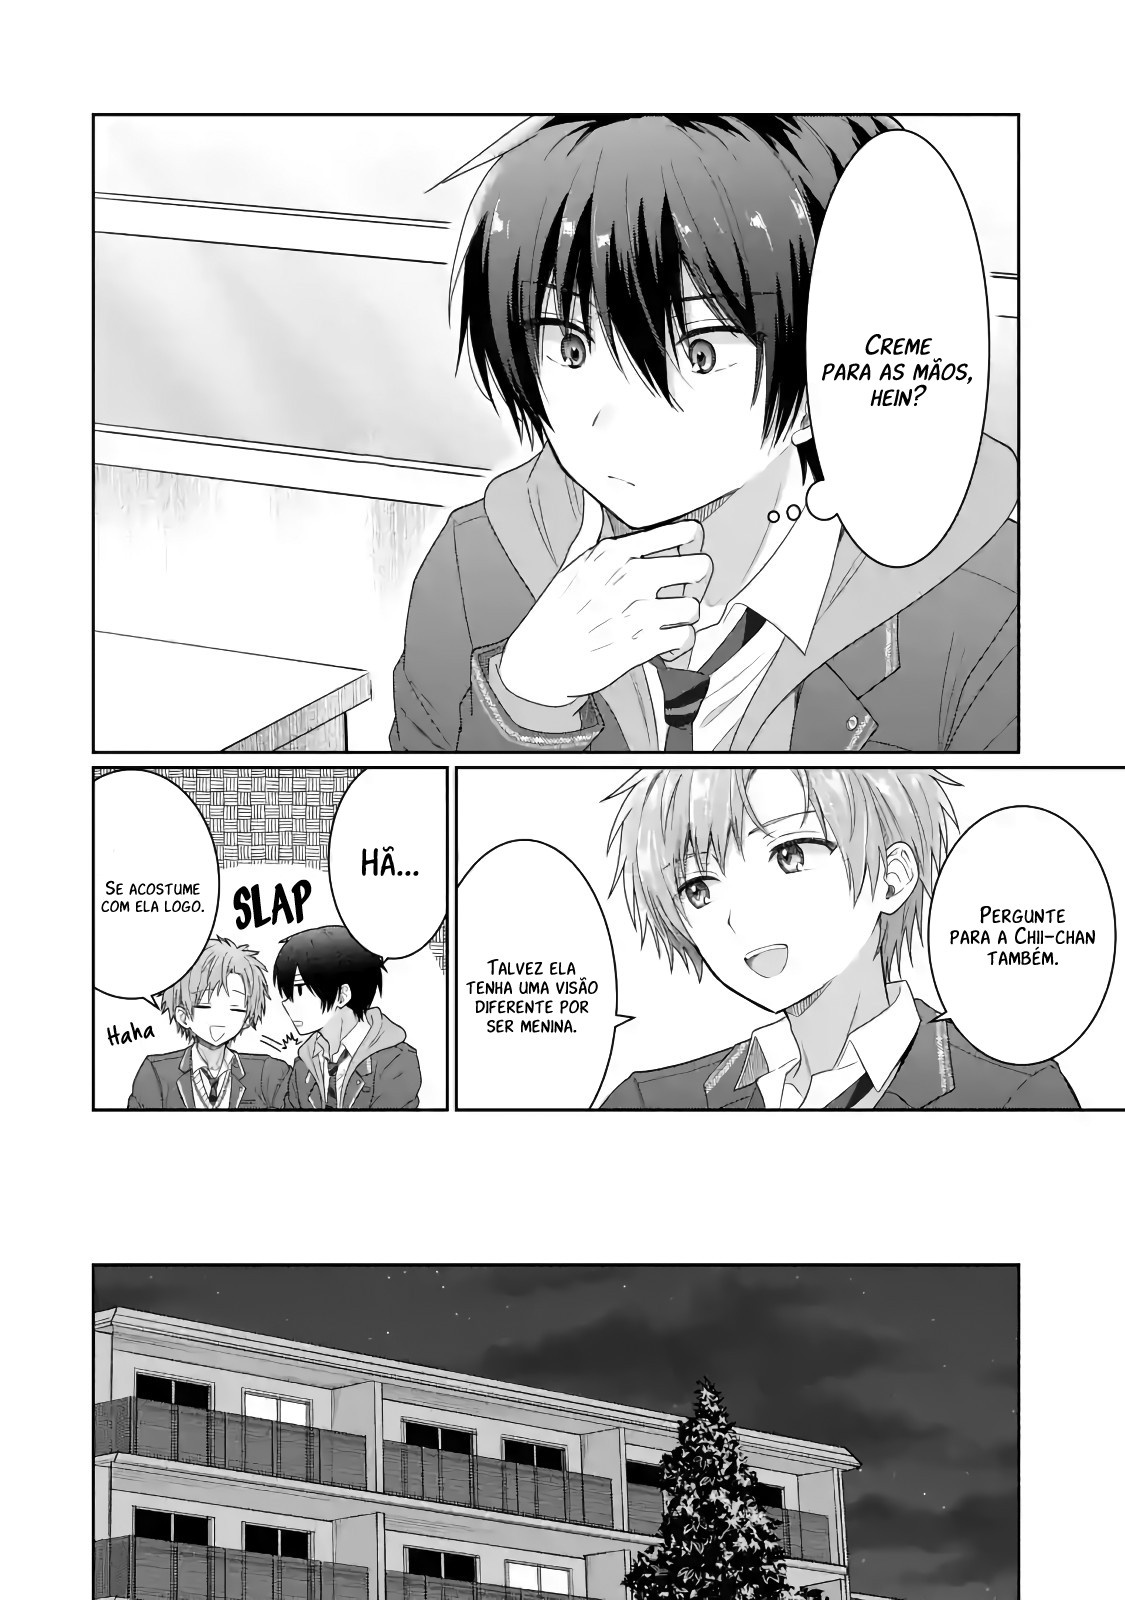 CREME
PARA AS MÃOS,
HEIN?
PERGUNTE
PARA A CHII-CHAN
TAMBÉM.
TALVEZ ELA
TENHA UMA VISÃO
DIFERENTE POR
SER MENINA.
HÃ...
SLAP
SE ACOSTUME
COM ELA LOGO.
Haha